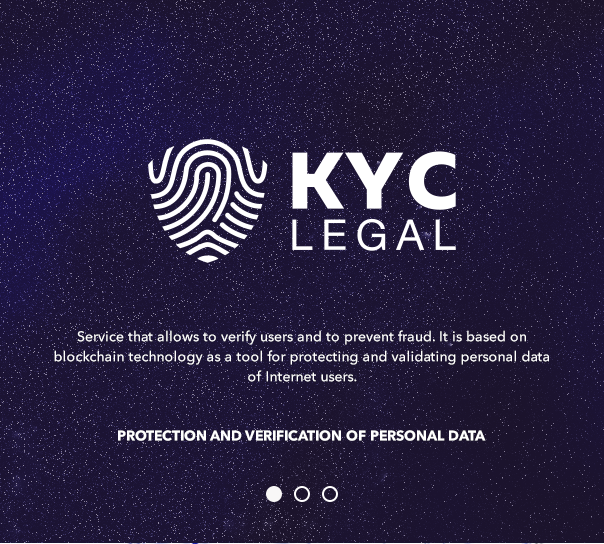 KYC
LEGAL
Service that allows to verify users and to prevent fraud. It is based on
blockchain technology as a tool for protecting and validating personal data
of Internet users.
PROTECTION AND VERIFICATION OF PERSONAL DATA